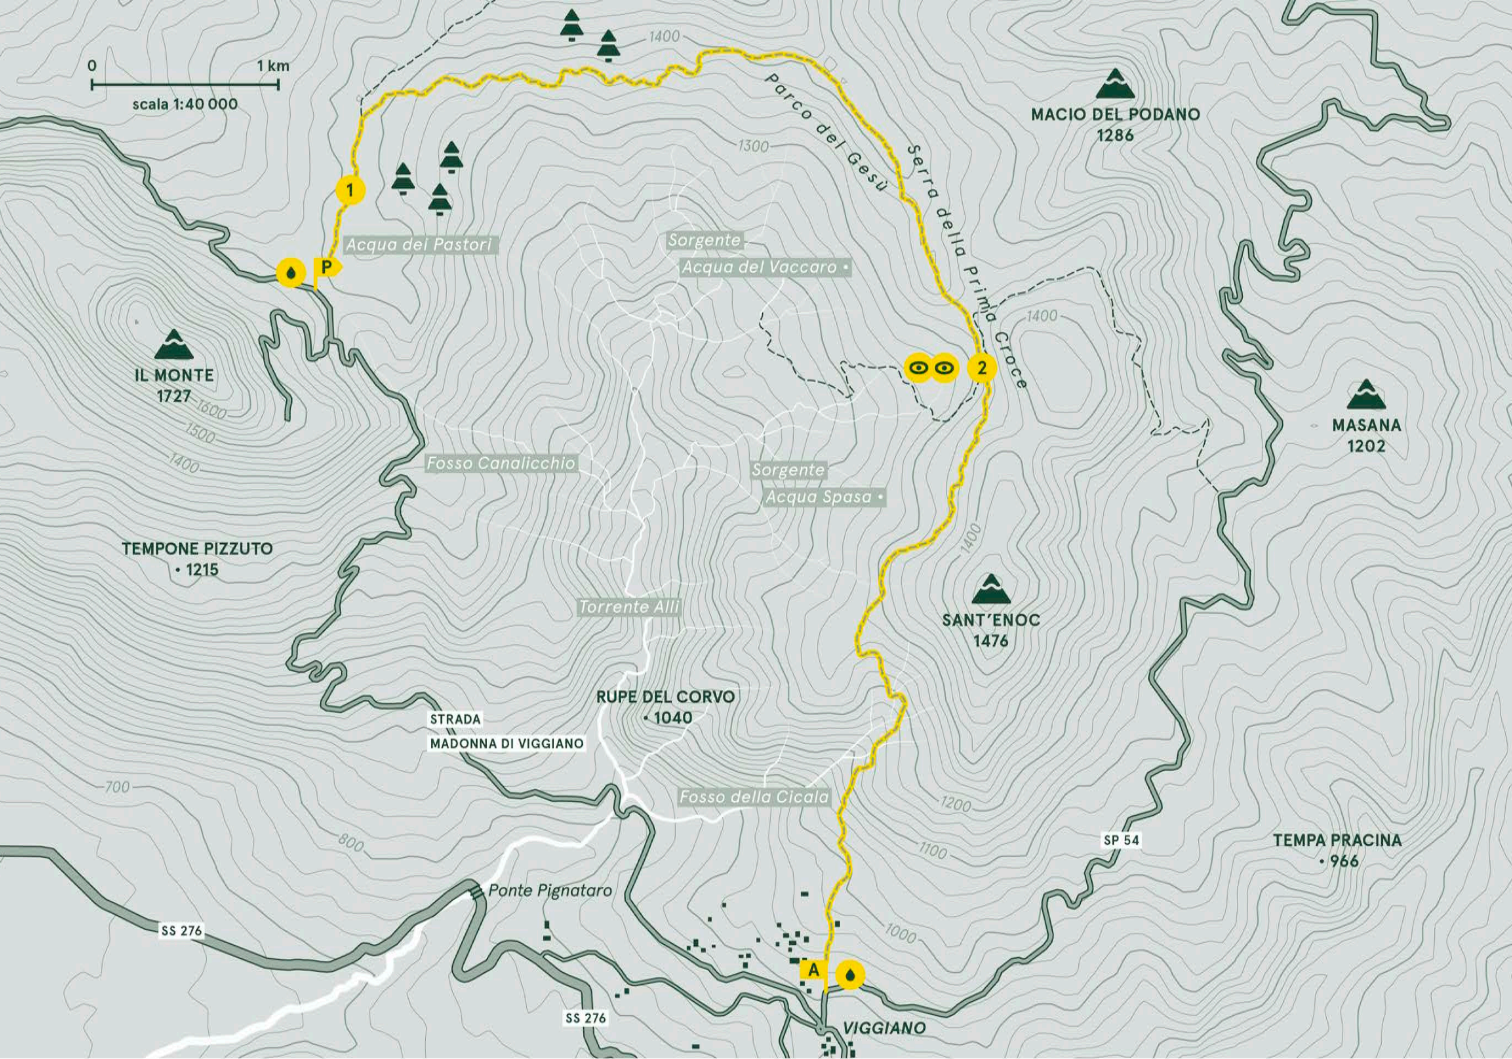 0 1 km
scala 1:40 000
1400
Parco del Gesù
MACIO DEL PODANO
1286
1300
Serra della Prima Croce
1
Acqua dei Pastori
P
Sorgente
Acqua del Vaccaro •
1400
2
IL MONTE
1727
1600
1500
1400
MASANA
1202
Fosso Canalicchio
Sorgente
Acqua Spasa •
1400
TEMPONE PIZZUTO
• 1215
Torrente Alli
SANT'ENOC
1476
RUPE DEL CORVO
• 1040
STRADA
MADONNA DI VIGGIANO
700
800
Fosso della Cicala
1200
1100
SP 54
TEMPA PRACINA
• 966
Ponte Pignataro
SS 276
1000
A
SS 276
VIGGIANO